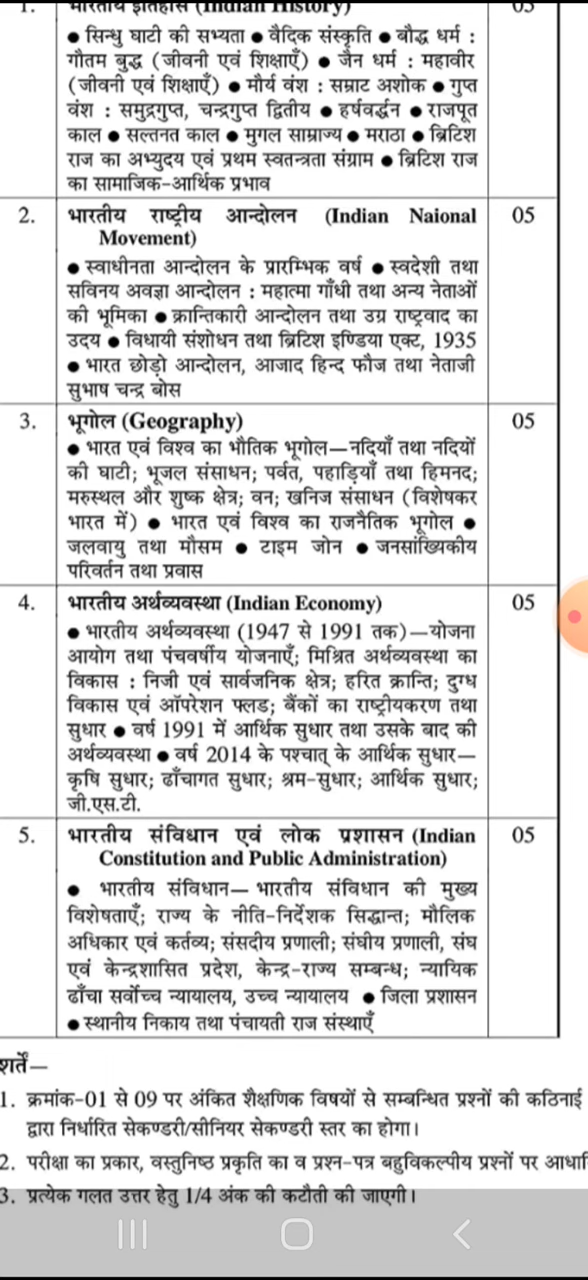 1. भारतीय इतिहास (Indian History) 05
● सिन्धु घाटी की सभ्यता ● वैदिक संस्कृति ● बौद्ध धर्म :
गौतम बुद्ध (जीवनी एवं शिक्षाएँ) ● जैन धर्म : महावीर
(जीवनी एवं शिक्षाएँ) ● मौर्य वंश : सम्राट अशोक ● गुप्त
वंश : समुद्रगुप्त, चन्द्रगुप्त द्वितीय ● हर्षवर्द्धन ● राजपूत
काल ● सल्तनत काल ● मुगल साम्राज्य ● मराठा ● ब्रिटिश
राज का अभ्युदय एवं प्रथम स्वतन्त्रता संग्राम ● ब्रिटिश राज
का सामाजिक-आर्थिक प्रभाव
2. भारतीय राष्ट्रीय आन्दोलन (Indian Naional 05
Movement)
● स्वाधीनता आन्दोलन के प्रारम्भिक वर्ष ● स्वदेशी तथा
सविनय अवज्ञा आन्दोलन : महात्मा गाँधी तथा अन्य नेताओं
की भूमिका ● क्रान्तिकारी आन्दोलन तथा उग्र राष्ट्रवाद का
उदय ● विधायी संशोधन तथा ब्रिटिश इण्डिया एक्ट, 1935
● भारत छोड़ो आन्दोलन, आजाद हिन्द फौज तथा नेताजी
सुभाष चन्द्र बोस
3. भूगोल (Geography) 05
● भारत एवं विश्व का भौतिक भूगोल—नदियाँ तथा नदियों
की घाटी; भूजल संसाधन; पर्वत, पहाड़ियाँ तथा हिमनद;
मरुस्थल और शुष्क क्षेत्र; वन; खनिज संसाधन (विशेषकर
भारत में) ● भारत एवं विश्व का राजनैतिक भूगोल ●
जलवायु तथा मौसम ● टाइम जोन ● जनसांख्यिकीय
परिवर्तन तथा प्रवास
4. भारतीय अर्थव्यवस्था (Indian Economy) 05
● भारतीय अर्थव्यवस्था (1947 से 1991 तक)—योजना
आयोग तथा पंचवर्षीय योजनाएँ; मिश्रित अर्थव्यवस्था का
विकास : निजी एवं सार्वजनिक क्षेत्र; हरित क्रान्ति; दुग्ध
विकास एवं ऑपरेशन फ्लड; बैंकों का राष्ट्रीयकरण तथा
सुधार ● वर्ष 1991 में आर्थिक सुधार तथा उसके बाद की
अर्थव्यवस्था ● वर्ष 2014 के पश्चात् के आर्थिक सुधार—
कृषि सुधार; ढाँचागत सुधार; श्रम-सुधार; आर्थिक सुधार;
जी.एस.टी.
5. भारतीय संविधान एवं लोक प्रशासन (Indian 05
Constitution and Public Administration)
● भारतीय संविधान— भारतीय संविधान की मुख्य
विशेषताएँ; राज्य के नीति-निर्देशक सिद्धान्त; मौलिक
अधिकार एवं कर्तव्य; संसदीय प्रणाली; संघीय प्रणाली, संघ
एवं केन्द्रशासित प्रदेश, केन्द्र-राज्य सम्बन्ध; न्यायिक
ढाँचा सर्वोच्च न्यायालय, उच्च न्यायालय ● जिला प्रशासन
● स्थानीय निकाय तथा पंचायती राज संस्थाएँ
शर्तें—
1. क्रमांक-01 से 09 पर अंकित शैक्षणिक विषयों से सम्बन्धित प्रश्नों की कठिनाई
द्वारा निर्धारित सेकण्डरी/सीनियर सेकण्डरी स्तर का होगा।
2. परीक्षा का प्रकार, वस्तुनिष्ठ प्रकृति का व प्रश्न-पत्र बहुविकल्पीय प्रश्नों पर
3. प्रत्येक गलत उत्तर हेतु 1/4 अंक की कटौती की जाएगी।